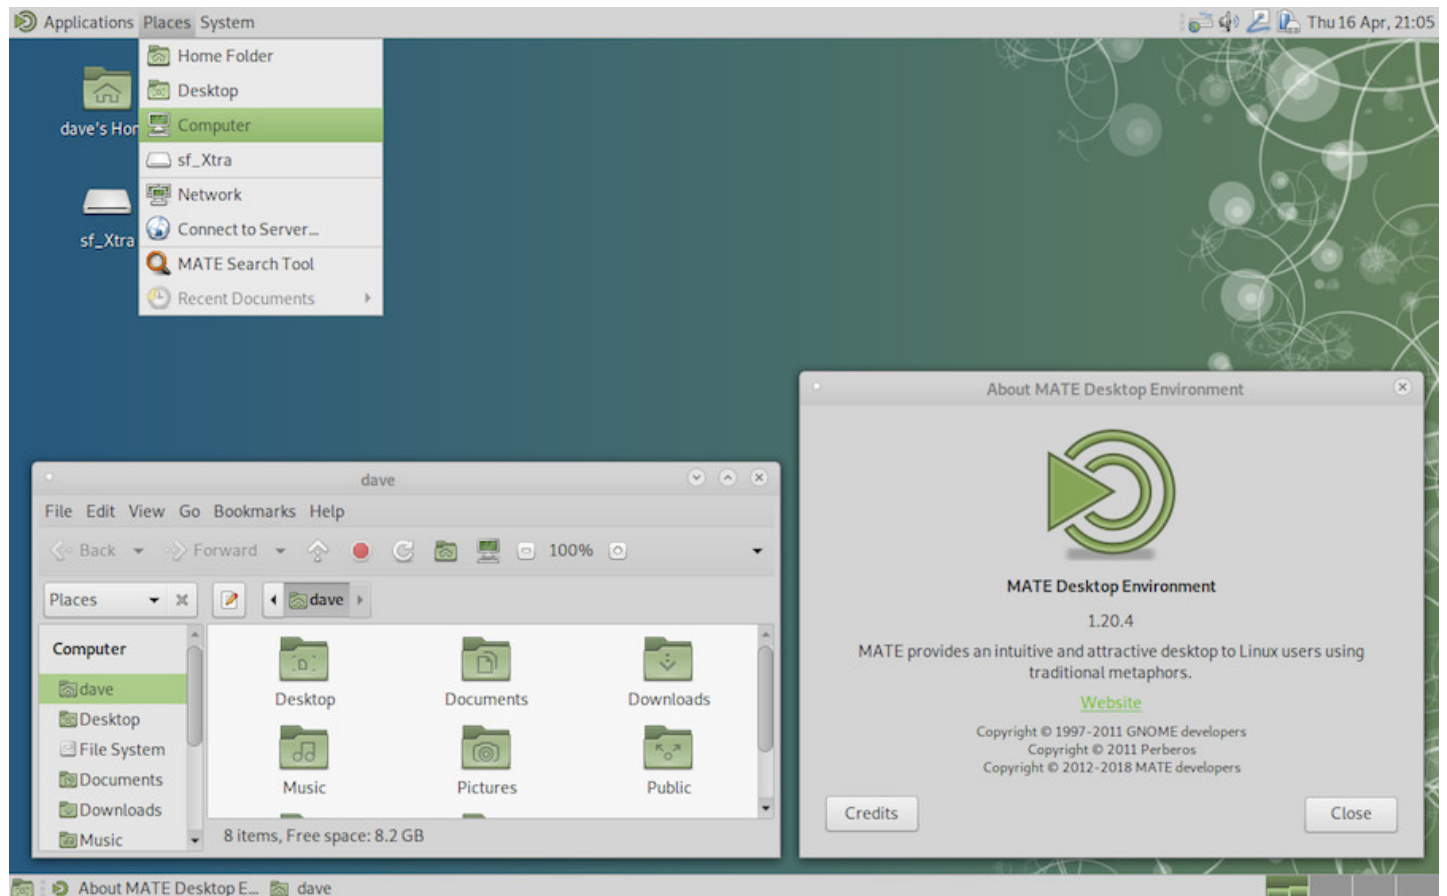 Applications Places System
Thu 16 Apr, 21:05
Home Folder
Desktop
Computer
sf_Xtra
Network
Connect to Server...
MATE Search Tool
Recent Documents
dave's Hor
sf_Xtra
dave
File Edit View Go Bookmarks Help
Back Forward 100%
Places dave
Computer
dave
Desktop
File System
Documents
Downloads
Music
Desktop Documents Downloads
Music Pictures Public
8 items, Free space: 8.2 GB
About MATE Desktop Environment
MATE Desktop Environment
1.20.4
MATE provides an intuitive and attractive desktop to Linux users using
traditional metaphors.
Website
Copyright © 1997-2011 GNOME developers
Copyright © 2011 Perberos
Copyright © 2012-2018 MATE developers
Credits Close
About MATE Desktop E... dave